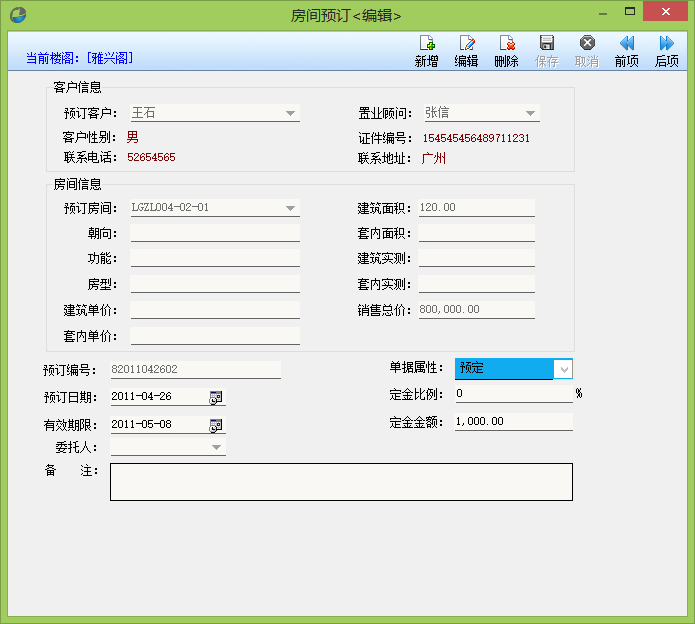 房间预订<编辑>
当前楼阁: [雅兴阁]
新增 编辑 删除 保存 取消 前项 后项
客户信息
预订客户: 王石 置业顾问: 张信
客户性别: 男 证件编号: 154545456489711231
联系电话: 52654565 联系地址: 广州
房间信息
预订房间: LGZL004-02-01 建筑面积: 120.00
朝向: 套内面积:
功能: 建筑实测:
房型: 套内实测:
建筑单价: 销售总价: 800,000.00
套内单价:
预订编号: 82011042602 单据属性: 预定
预订日期: 2011-04-26 定金比例: 0 %
有效期限: 2011-05-08 定金金额: 1,000.00
委托人:
备 注: